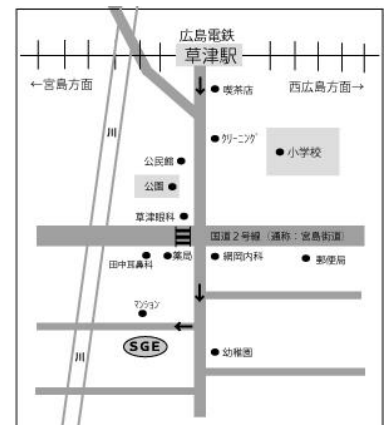 広島電鉄
草津駅
←宮島方面
西広島方面→
喫茶店
川
クリーニング
小学校
公民館
公園
草津眼科
国道2号線（通称：宮島街道）
田中耳鼻科
薬局
綱岡内科
郵便局
マンション
SGE
川
幼稚園